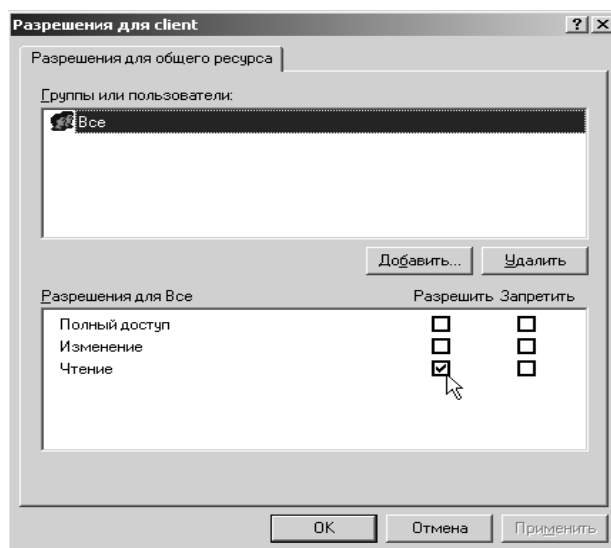 Разрешения для client
Разрешения для общего ресурса
Группы или пользователи:
Все
Добавить... Удалить
Разрешения для Все Разрешить Запретить
Полный доступ
Изменение
Чтение
OK Отмена Применить